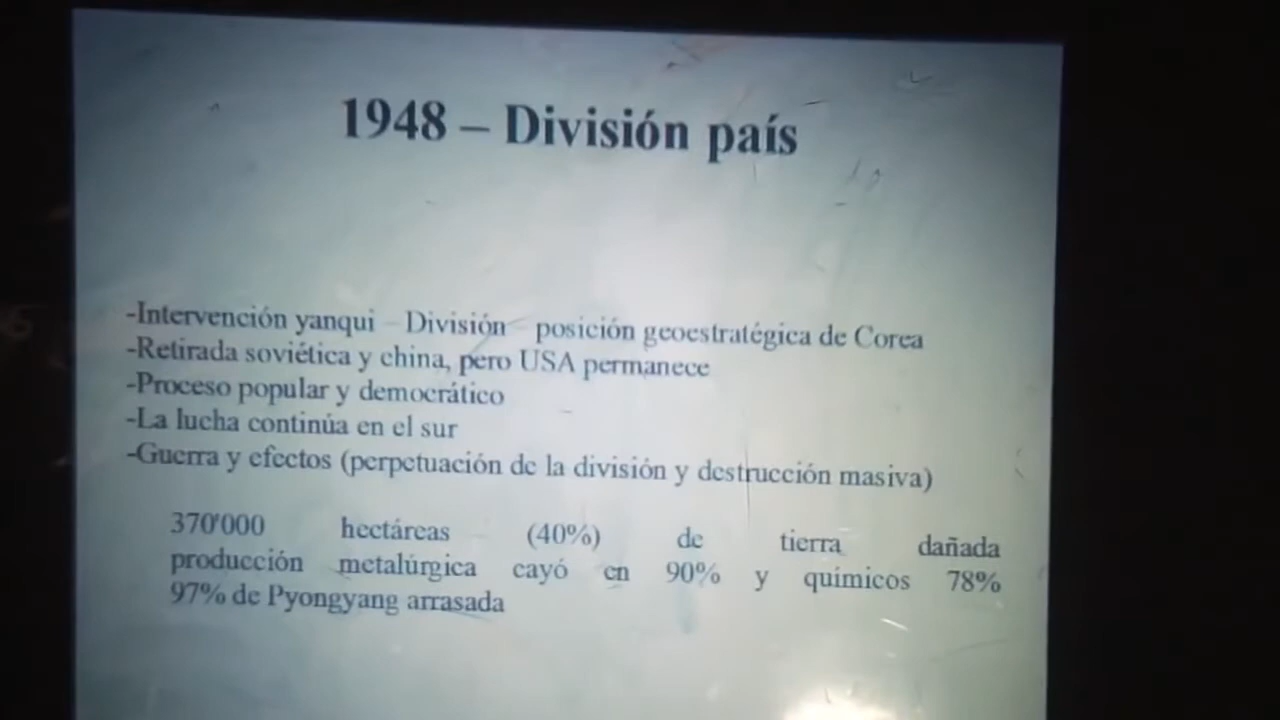 1948 – División país
-Intervención yanqui – División – posición geoestratégica de Corea
-Retirada soviética y china, pero USA permanece
-Proceso popular y democrático
-La lucha continúa en el sur
-Guerra y efectos (perpetuación de la división y destrucción masiva)
370'000 hectáreas (40%) de tierra dañada
producción metalúrgica cayó en 90% y químicos 78%
97% de Pyongyang arrasada